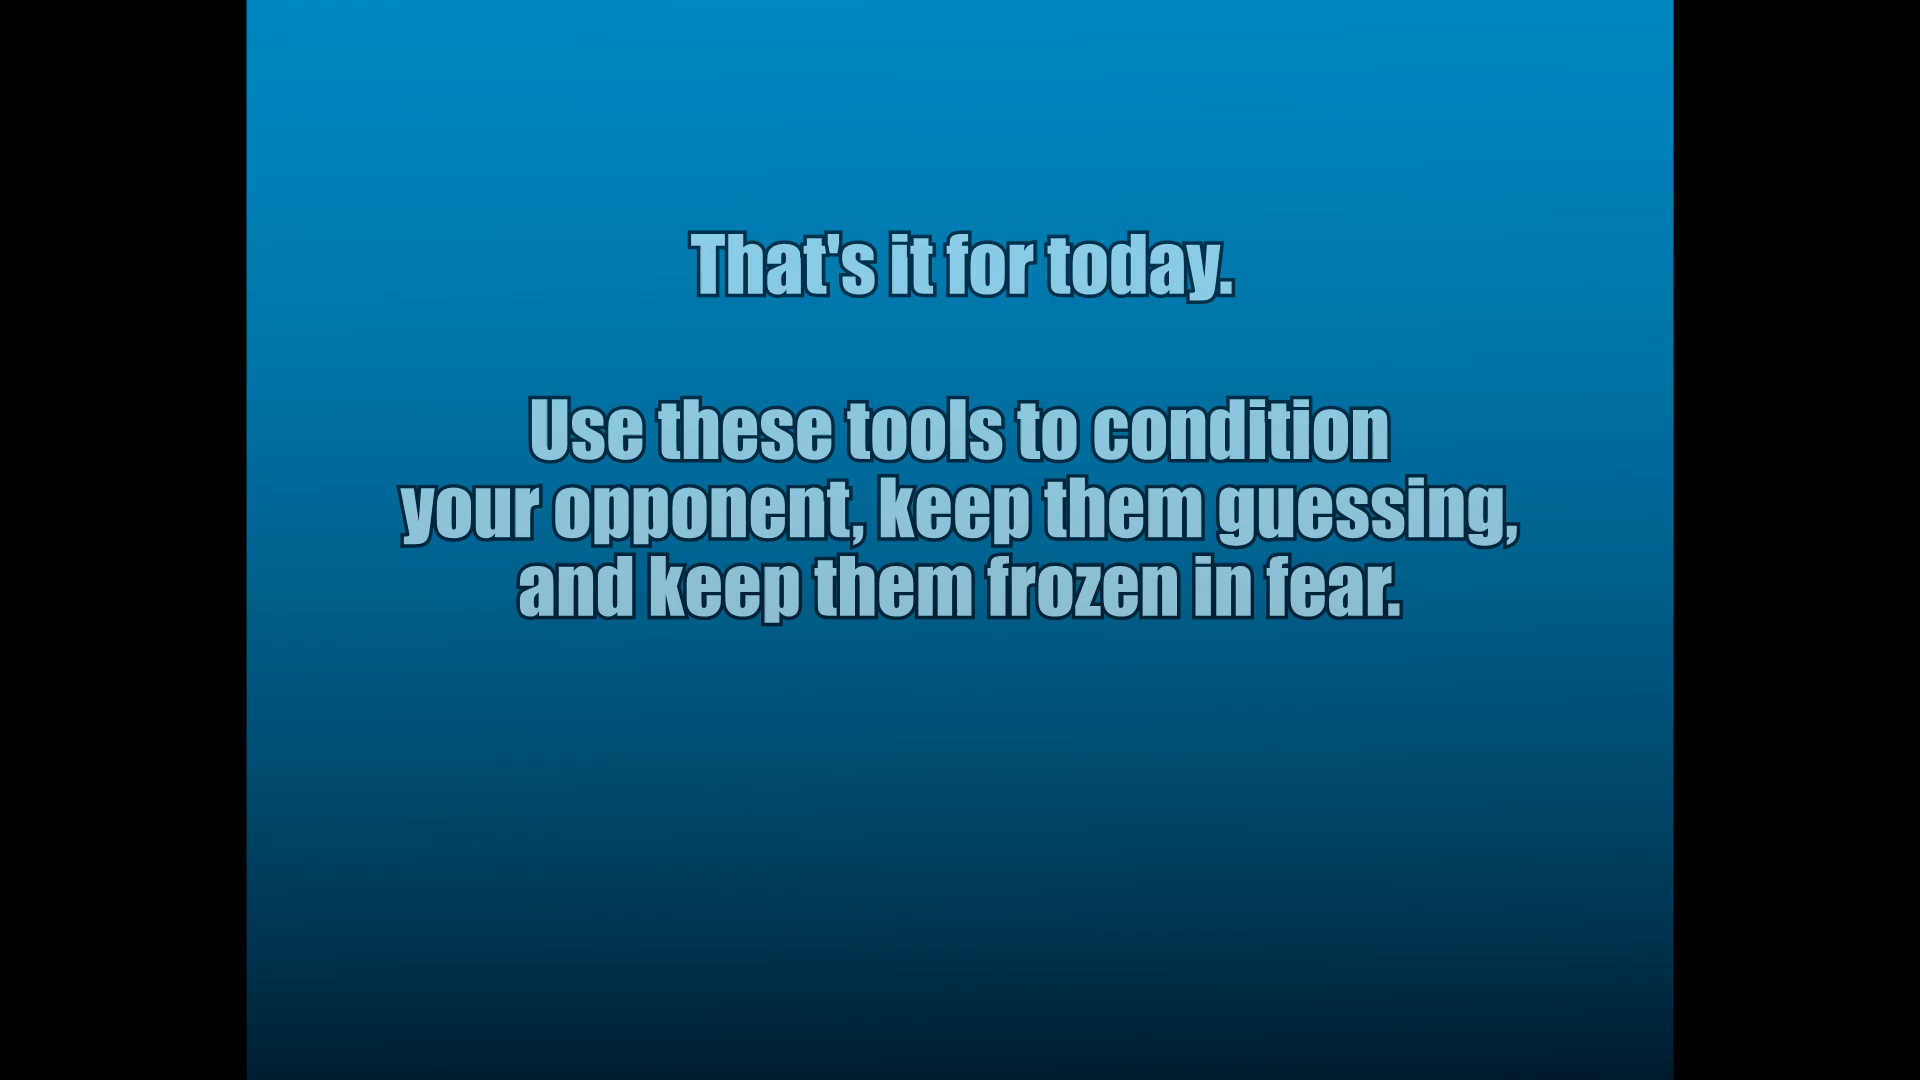 That's it for today.
Use these tools to condition
your opponent, keep them guessing,
and keep them frozen in fear.